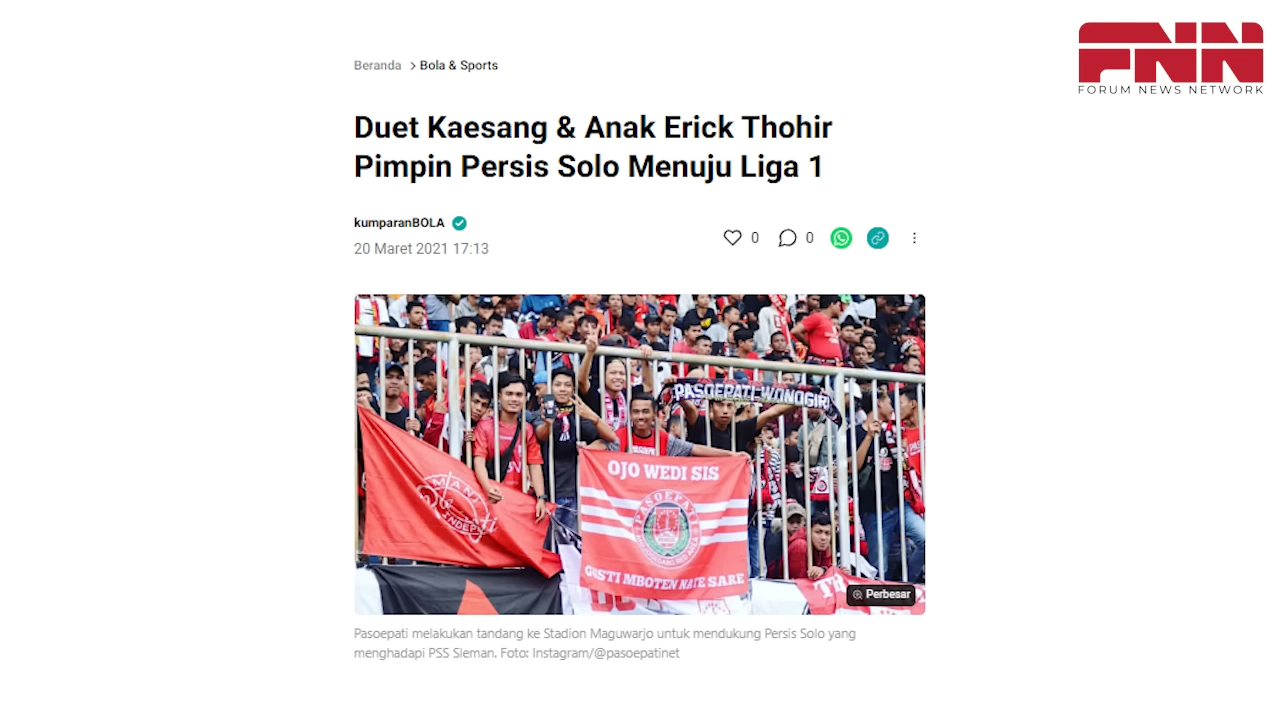 FNN
FORUM NEWS NETWORK
Beranda > Bola & Sports
Duet Kaesang & Anak Erick Thohir
Pimpin Persis Solo Menuju Liga 1
kumparanBOLA
20 Maret 2021 17:13
0 0
PASOEPATI WONOGIRI
OJO WEDI SIS
PASOEPATI
GUSTI MBOTEN NATE SARE
Perbesar
Pasoepati melakukan tandang ke Stadion Maguwarjo untuk mendukung Persis Solo yang
menghadapi PSS Sleman. Foto: Instagram/@pasoepatinet